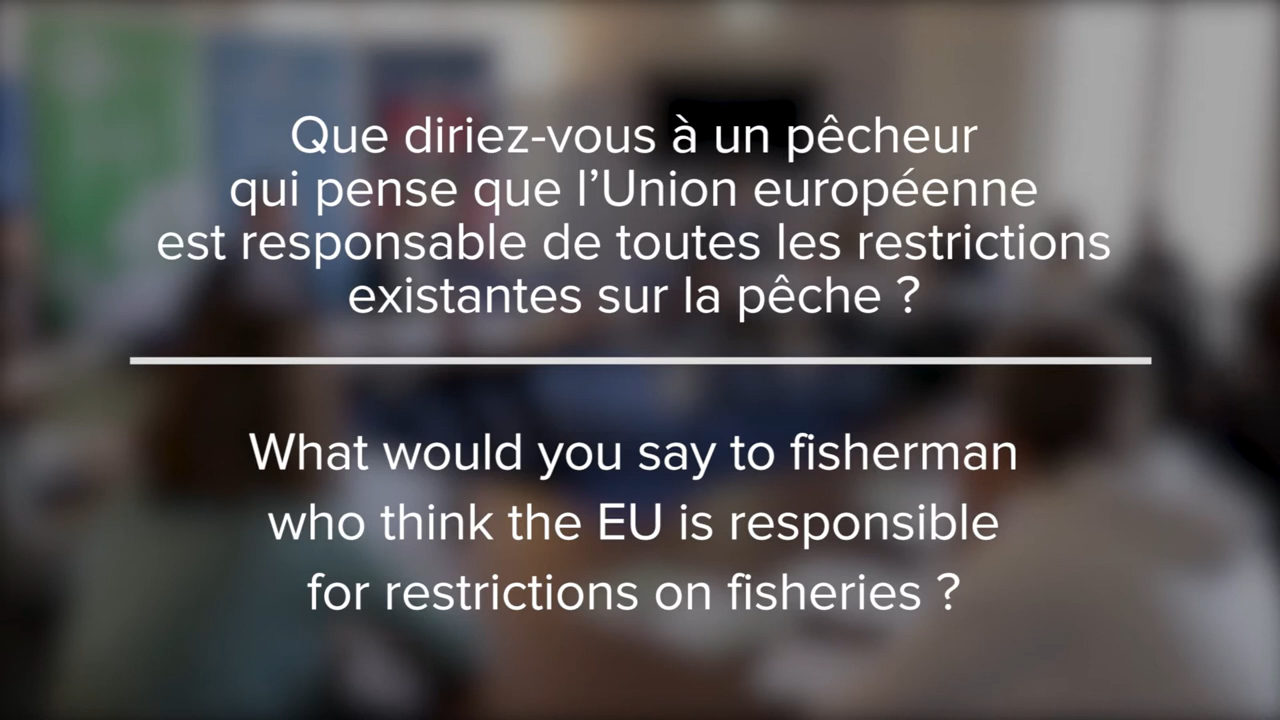 Que diriez-vous à un pêcheur
qui pense que l’Union européenne
est responsable de toutes les restrictions
existantes sur la pêche ?
What would you say to fisherman
who think the EU is responsible
for restrictions on fisheries ?